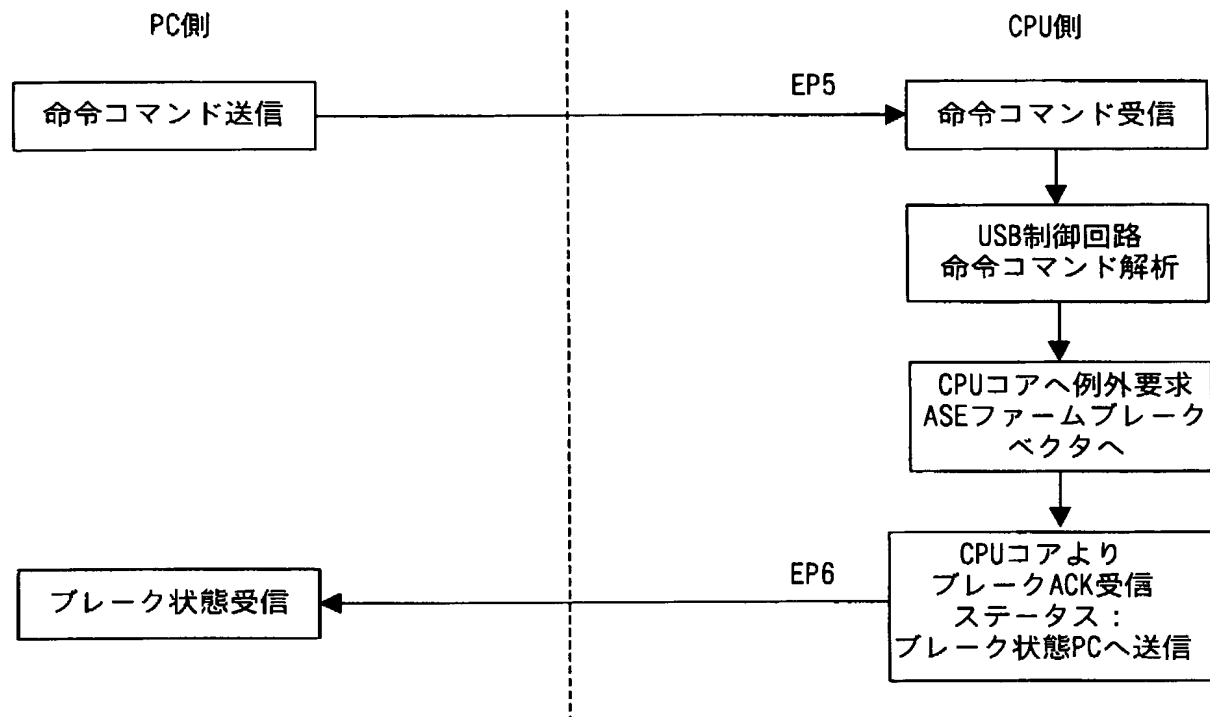 PC側
CPU側
EP5
命令コマンド送信
命令コマンド受信
USB制御回路
命令コマンド解析
CPUコアへ例外要求
ASEファームブレーク
ベクタへ
CPUコアより
ブレークACK受信
ステータス：
ブレーク状態PCへ送信
EP6
ブレーク状態受信